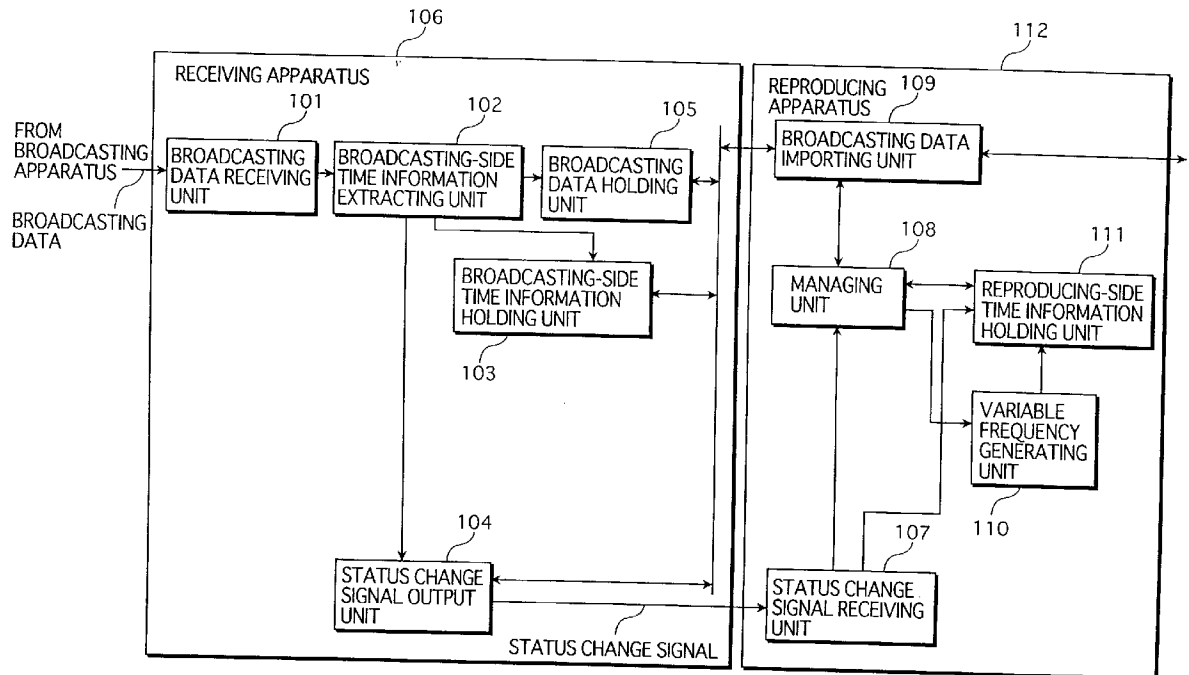 106
112
RECEIVING APPARATUS
REPRODUCING
APPARATUS
101
102
105
109
FROM
BROADCASTING
APPARATUS
BROADCASTING
DATA
BROADCASTING
DATA RECEIVING
UNIT
BROADCASTING-SIDE
TIME INFORMATION
EXTRACTING UNIT
BROADCASTING
DATA HOLDING
UNIT
BROADCASTING DATA
IMPORTING UNIT
108
111
BROADCASTING-SIDE
TIME INFORMATION
HOLDING UNIT
103
MANAGING
UNIT
REPRODUCING-SIDE
TIME INFORMATION
HOLDING UNIT
VARIABLE
FREQUENCY
GENERATING
UNIT
110
104
107
STATUS CHANGE
SIGNAL OUTPUT
UNIT
STATUS CHANGE
SIGNAL RECEIVING
UNIT
STATUS CHANGE SIGNAL